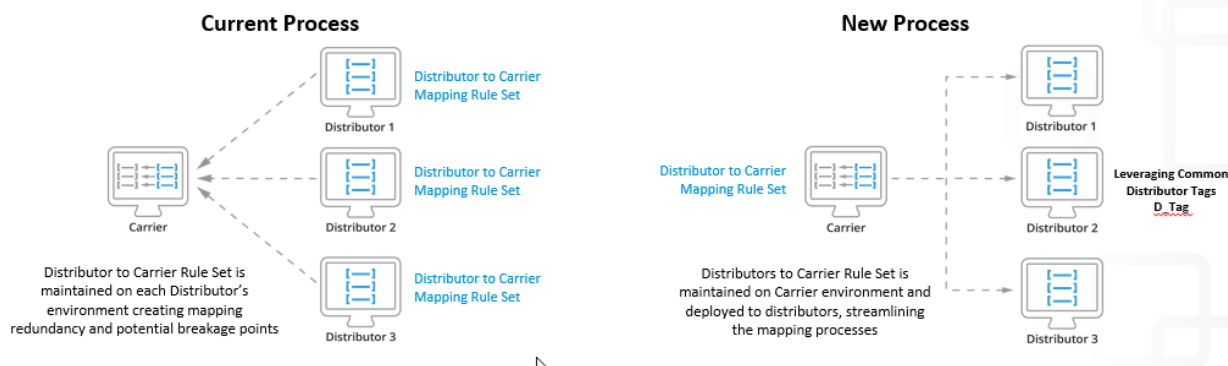 Current Process
Distributor to Carrier
Mapping Rule Set
Distributor 1
Distributor to Carrier
Mapping Rule Set
Carrier
Distributor 2
Distributor to Carrier
Mapping Rule Set
Distributor 3
Distributor to Carrier Rule Set is
maintained on each Distributor's
environment creating mapping
redundancy and potential breakage points
New Process
Distributor 1
Distributor to Carrier
Mapping Rule Set
Carrier
Leveraging Common
Distributor Tags
D_Tag
Distributor 2
Distributors to Carrier Rule Set is
maintained on Carrier environment and
deployed to distributors, streamlining
the mapping processes
Distributor 3